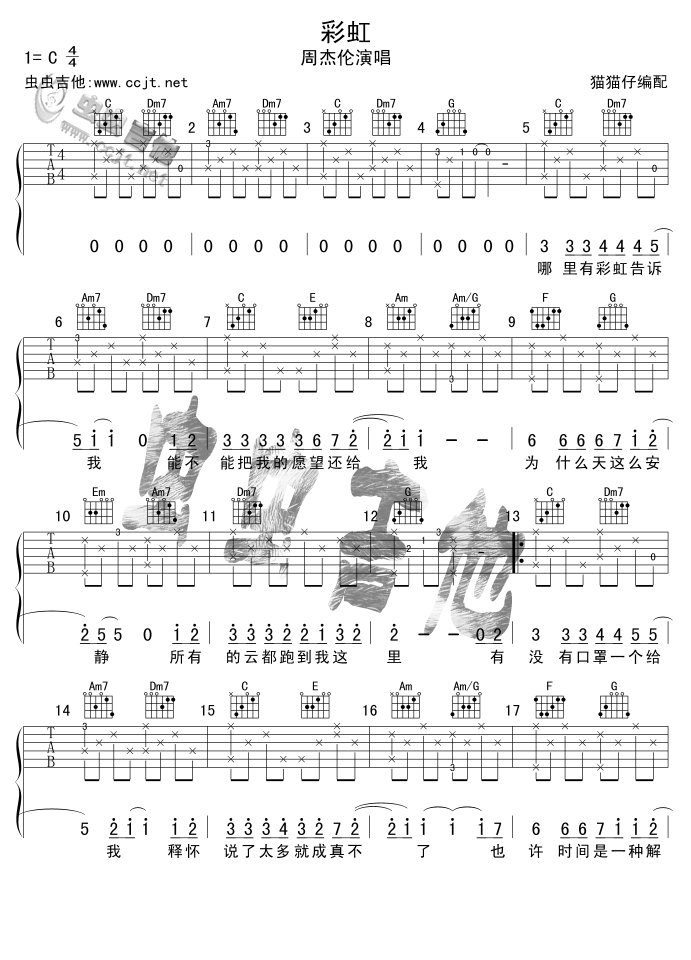 彩虹
1= C 4/4
周杰伦演唱
虫虫吉他:www.ccjt.net
猫猫仔编配
C Dm7 2 Am7 Dm7 3 C Dm7 4 G 5 C Dm7
0 0 0 0 0 0 0 0 0 0 0 0 0 0 0 0 3 3 3 4 4 4 5
哪 里有彩虹告诉
6 Am7 Dm7 7 C E 8 Am Am/G 9 F G
5 1 1 0 1 2 3 3 3 3 3 6 7 2 2 1 1 - - 6 6 6 6 7 1 2
我 能不 能把我的愿望还给 我 为 什么天这么安
10 Em Am7 11 Dm7 12 G 13 C Dm7
2 5 5 0 1 2 3 3 3 3 3 1 2 2 - 0 2 3 3 3 4 4 5 5
静 所有 的云都跑到我这 里 有 没 有口罩一个给
14 Am7 Dm7 15 C E 16 Am Am/G 17 F G
5 2 1 1 1 2 3 3 3 4 3 2 1 2 2 1 1 1 1 7 6 6 6 7 1 2
我 释怀 说了太多就成真不 了 也 许 时间是一种解
虫虫吉他